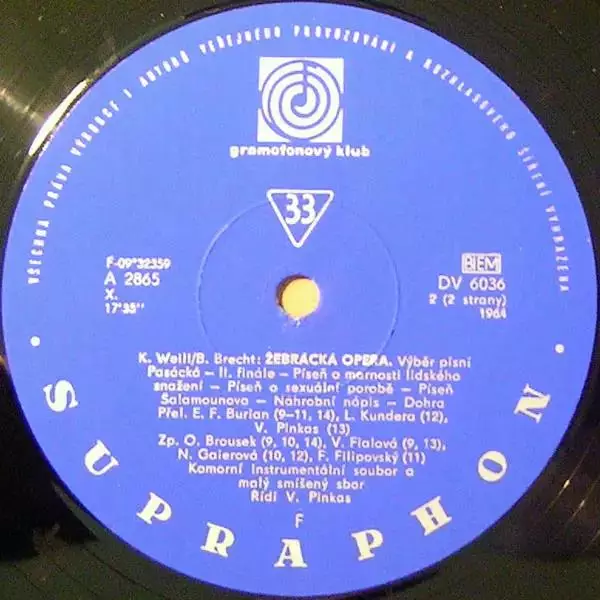 VŠECHNA PRÁVA VÝROBCE I AUTORŮ VEŘEJNÉHO PROVOZOVÁNÍ A ROZHLASOVÉHO ŠÍŘENÍ VYHRAZENA
gramofonový klub
33
F-09*32359
A 2865
X.
17'35''
BIEM
DV 6036
2 (2 strany)
1964
K. Weill/B. Brecht: ŽEBRÁCKÁ OPERA. Výběr písní
Pasácká – II. finále – Píseň o marnosti lidského
snažení – Píseň o sexuální porobě – Píseň
Šalamounova – Náhrobní nápis – Dohra
Přel. E. F. Burian (9–11, 14), L. Kundera (12),
V. Pinkas (13)
Zp. O. Brousek (9, 10, 14), V. Fialová (9, 13),
N. Gaierová (10, 12), F. Filipovský (11)
Komorní instrumentální soubor a
malý smíšený sbor
Řídí V. Pinkas
F
SUPRAPHON